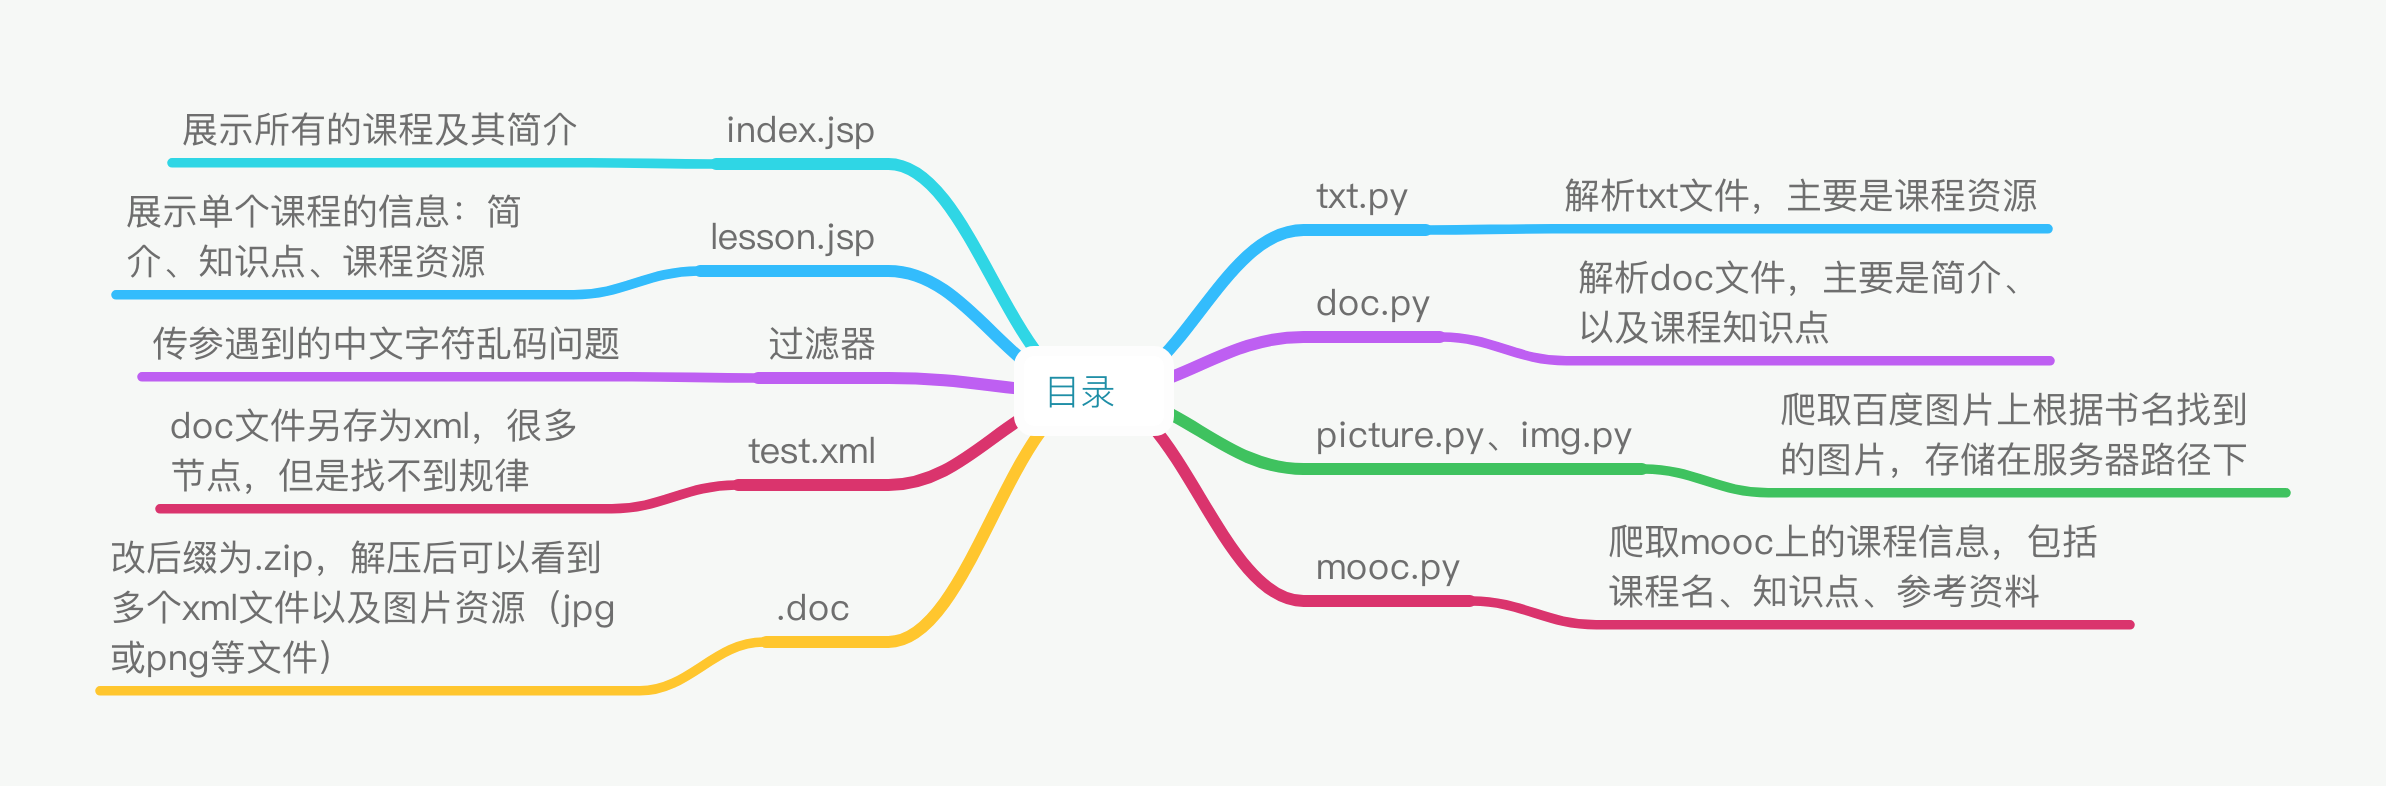 目录
txt.py
解析txt文件，主要是课程资源
doc.py
解析doc文件，主要是简介、
以及课程知识点
picture.py、img.py
爬取百度图片上根据书名找到
的图片，存储在服务器路径下
mooc.py
爬取mooc上的课程信息，包括
课程名、知识点、参考资料
index.jsp
展示所有的课程及其简介
lesson.jsp
展示单个课程的信息：简
介、知识点、课程资源
过滤器
传参遇到的中文字符乱码问题
test.xml
doc文件另存为xml，很多
节点，但是找不到规律
.doc
改后缀为.zip，解压后可以看到
多个xml文件以及图片资源（jpg
或png等文件）